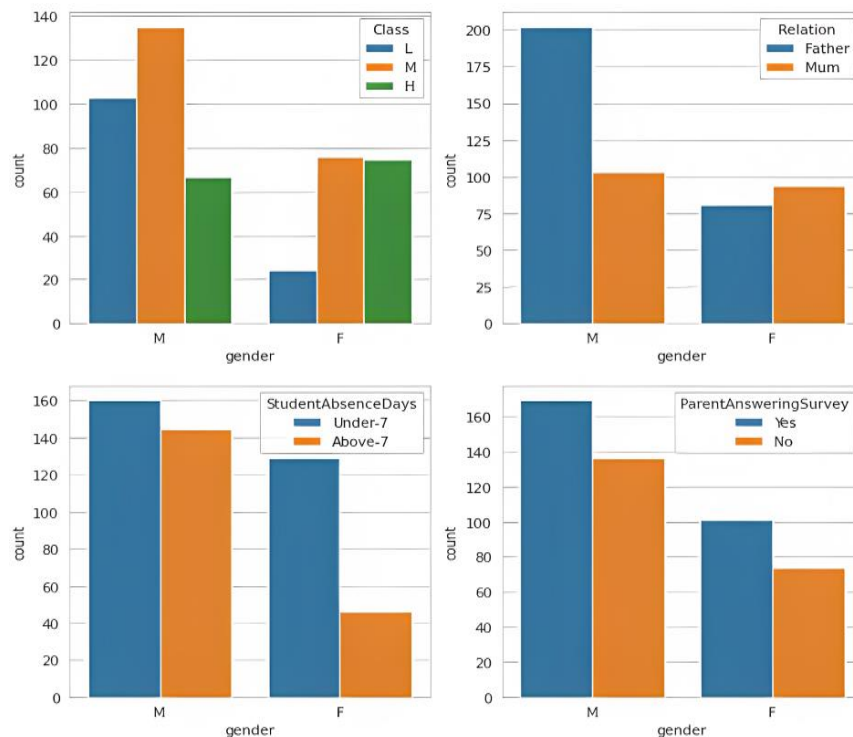 Class
L
M
H
140
120
100
80
60
40
20
0
count
M F
gender
Relation
Father
Mum
200
175
150
125
100
75
50
25
0
count
M F
gender
StudentAbsenceDays
Under-7
Above-7
160
140
120
100
80
60
40
20
0
count
M F
gender
ParentAnsweringSurvey
Yes
No
160
140
120
100
80
60
40
20
0
count
M F
gender